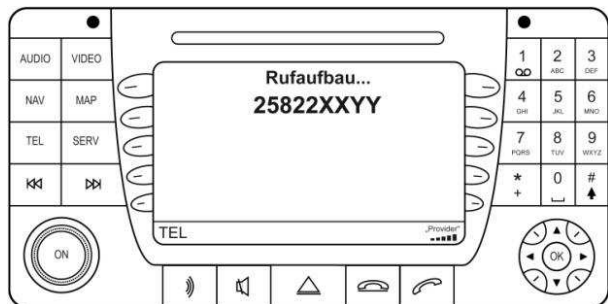 AUDIO VIDEO
NAV MAP
TEL SERV
ON
Rufaufbau...
25822XXYY
TEL „Provider"
1
2 ABC
3 DEF
4 GHI
5 JKL
6 MNO
7 PQRS
8 TUV
9 WXYZ
* +
0
#
OK